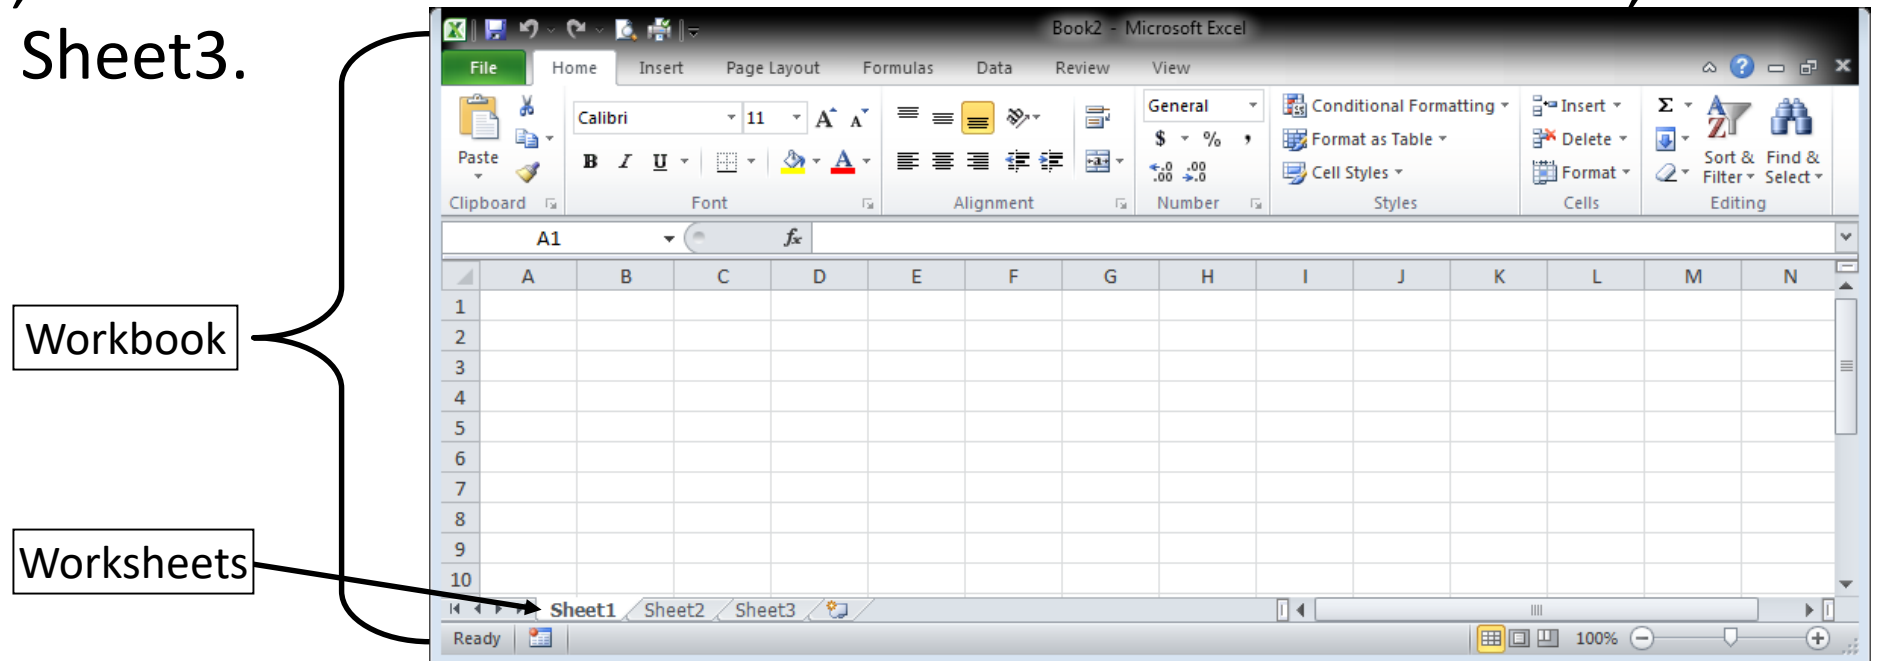 Sheet3.
Book2 - Microsoft Excel
File Home Insert Page Layout Formulas Data Review View
Calibri 11 General Conditional Formatting Insert Σ
$ % , Format as Table Delete
Paste B I U A Cell Styles Format Sort & Filter Find & Select
Clipboard Font Alignment Number Styles Cells Editing
A1 fx
A B C D E F G H I J K L M N
1
2
Workbook
3
4
5
6
7
8
9
Worksheets
10
Sheet1 Sheet2 Sheet3
Ready 100%